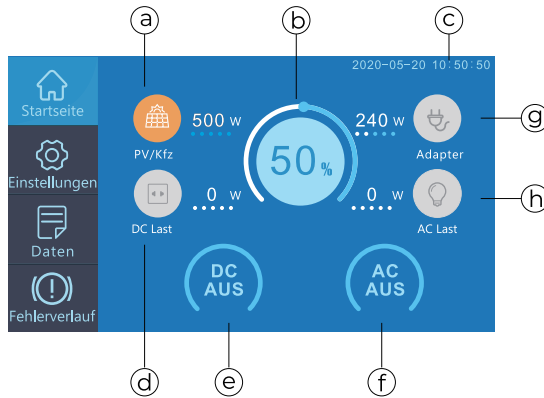 a
b
c
2020-05-20 10:50:50
Startseite
500 W
240 W
g
PV/Kfz
50%
Adapter
Einstellungen
0 W
0 W
h
DC Last
AC Last
Daten
DC
AUS
AC
AUS
Fehlerverlauf
d
e
f